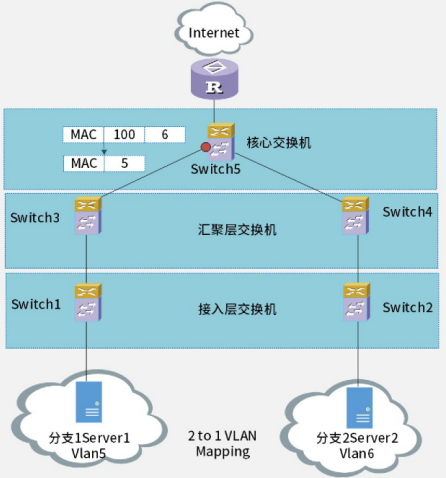 Internet
R
MAC 100 6
MAC 5
核心交换机
Switch5
Switch3
Switch4
汇聚层交换机
Switch1
接入层交换机
Switch2
分支1Server1
Vlan5
2 to 1 VLAN
Mapping
分支2Server2
Vlan6